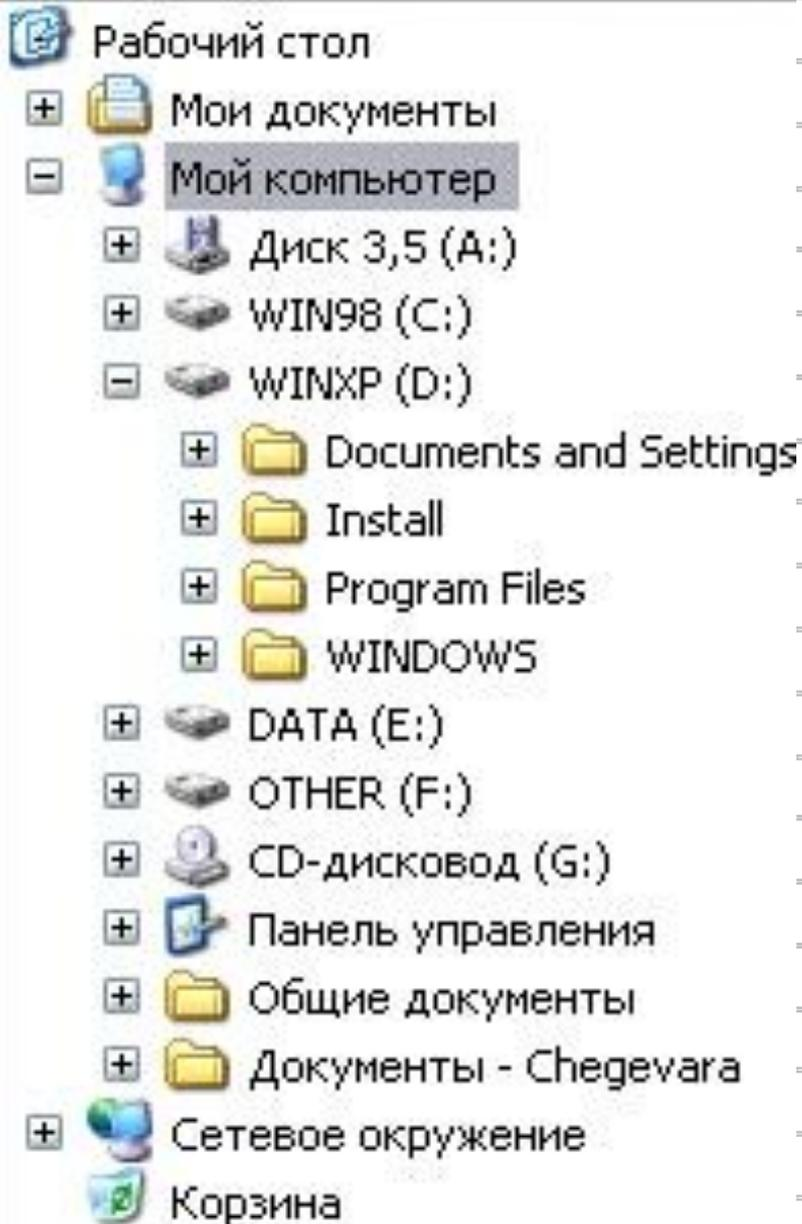 Рабочий стол
Мои документы
Мой компьютер
Диск 3,5 (A:)
WIN98 (C:)
WINXP (D:)
Documents and Settings
Install
Program Files
WINDOWS
DATA (E:)
OTHER (F:)
CD-дисковод (G:)
Панель управления
Общие документы
Документы - Chegevara
Сетевое окружение
Корзина